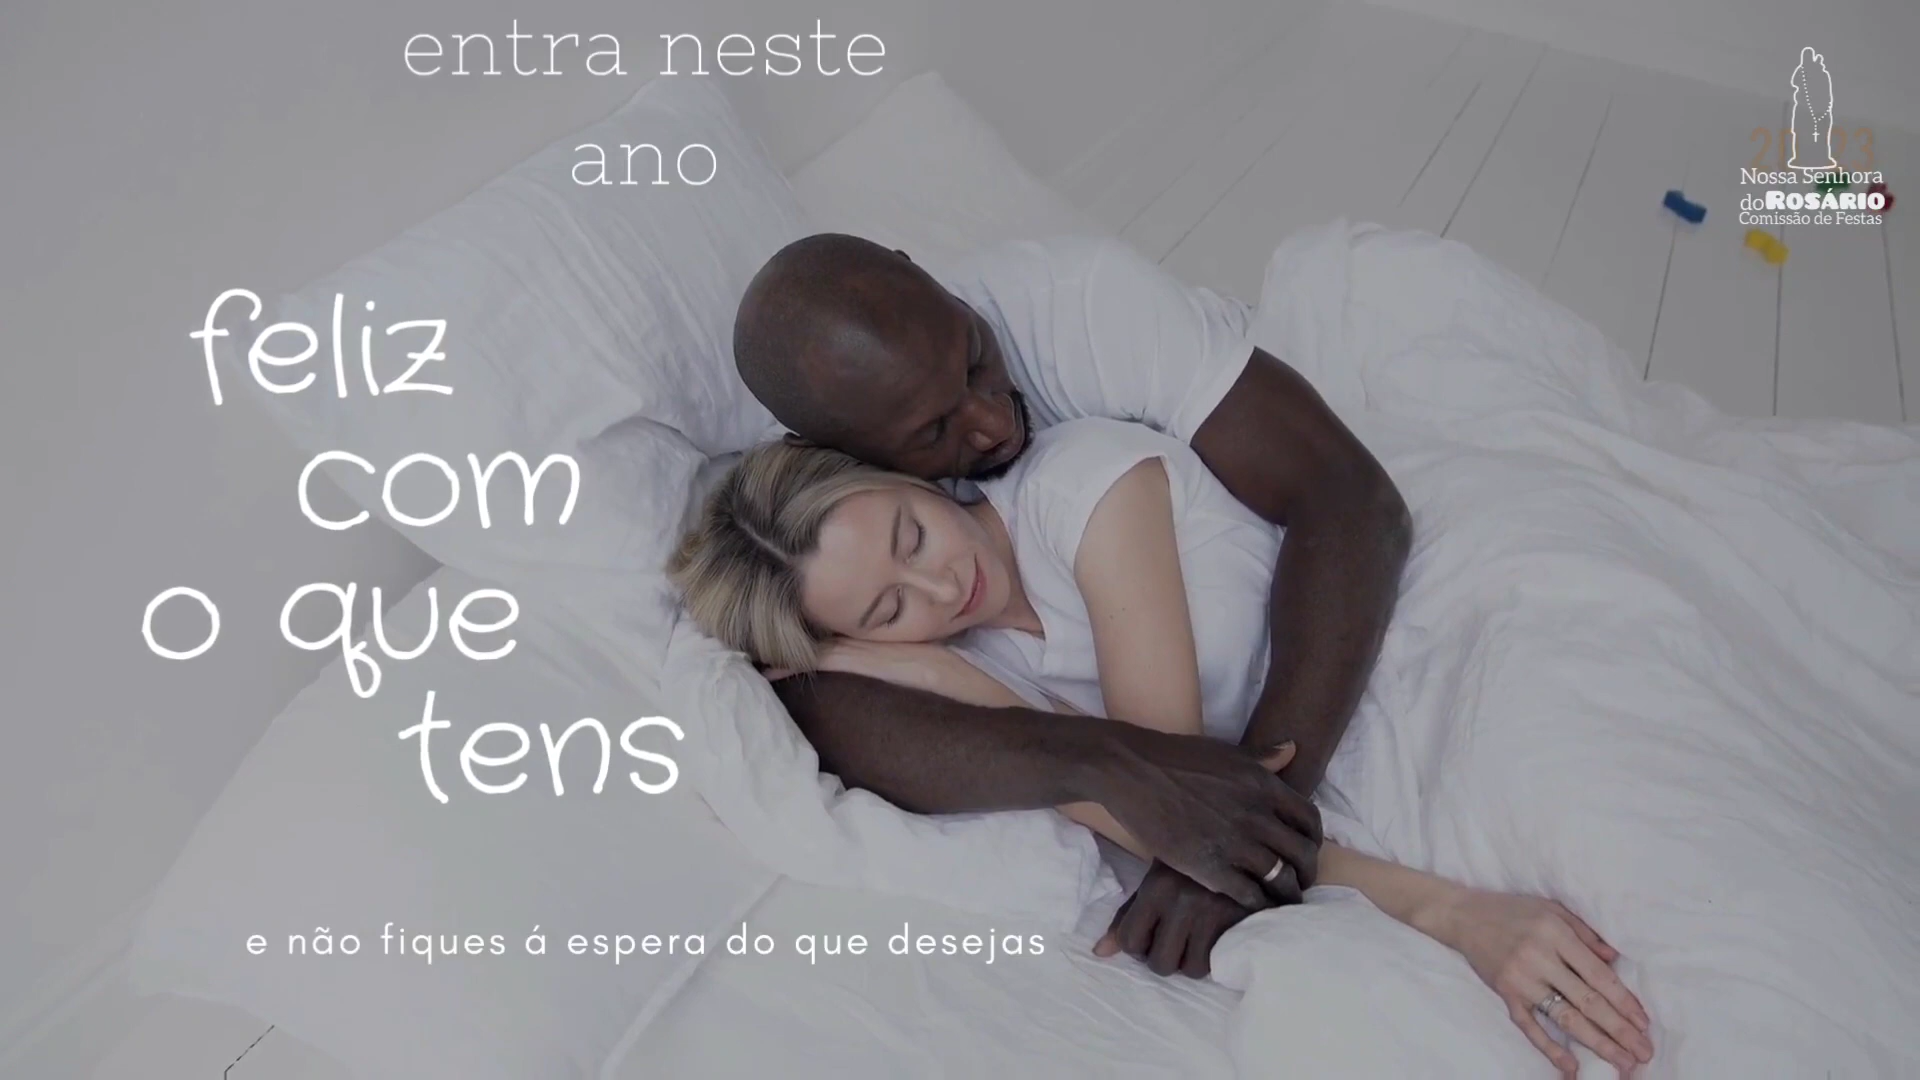 entra neste
ano
feliz
com
o que
tens
e não fiques á espera do que desejas
2023
Nossa Senhora
do ROSÁRIO
Comissão de Festas